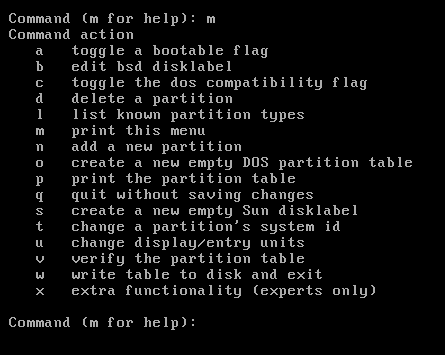 Command (m for help): m
Command action
a   toggle a bootable flag
b   edit bsd disklabel
c   toggle the dos compatibility flag
d   delete a partition
l   list known partition types
m   print this menu
n   add a new partition
o   create a new empty DOS partition table
p   print the partition table
q   quit without saving changes
s   create a new empty Sun disklabel
t   change a partition's system id
u   change display/entry units
v   verify the partition table
w   write table to disk and exit
x   extra functionality (experts only)
Command (m for help):